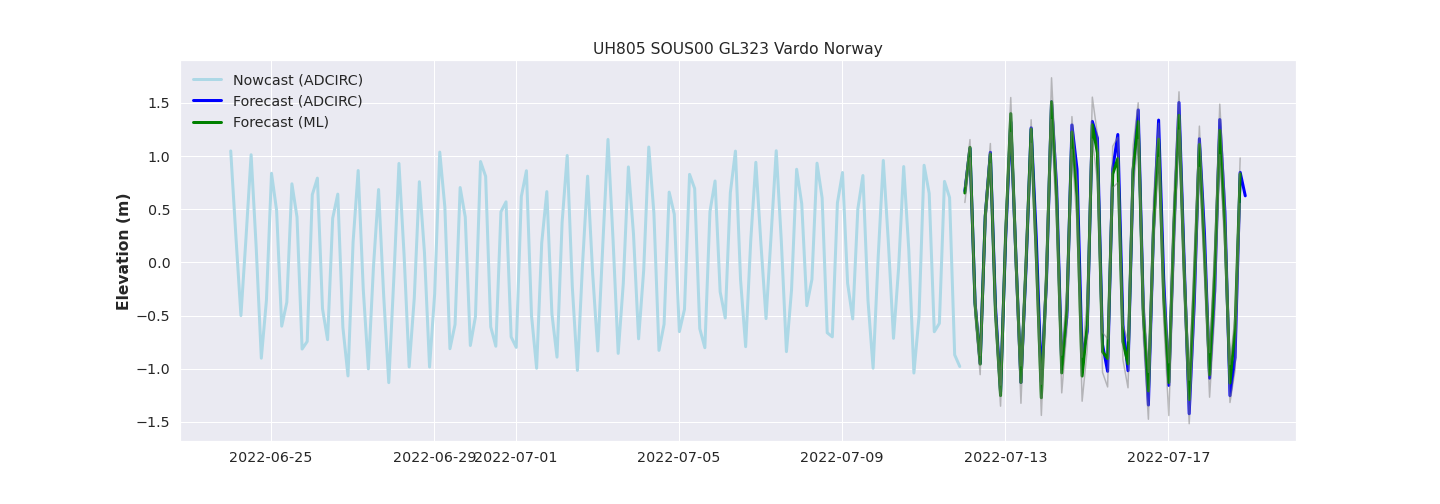 UH805 SOUS00 GL323 Vardo Norway
Nowcast (ADCIRC)
Forecast (ADCIRC)
Forecast (ML)
Elevation (m)
1.5
1.0
0.5
0.0
−0.5
−1.0
−1.5
2022-06-25
2022-06-29
2022-07-01
2022-07-05
2022-07-09
2022-07-13
2022-07-17